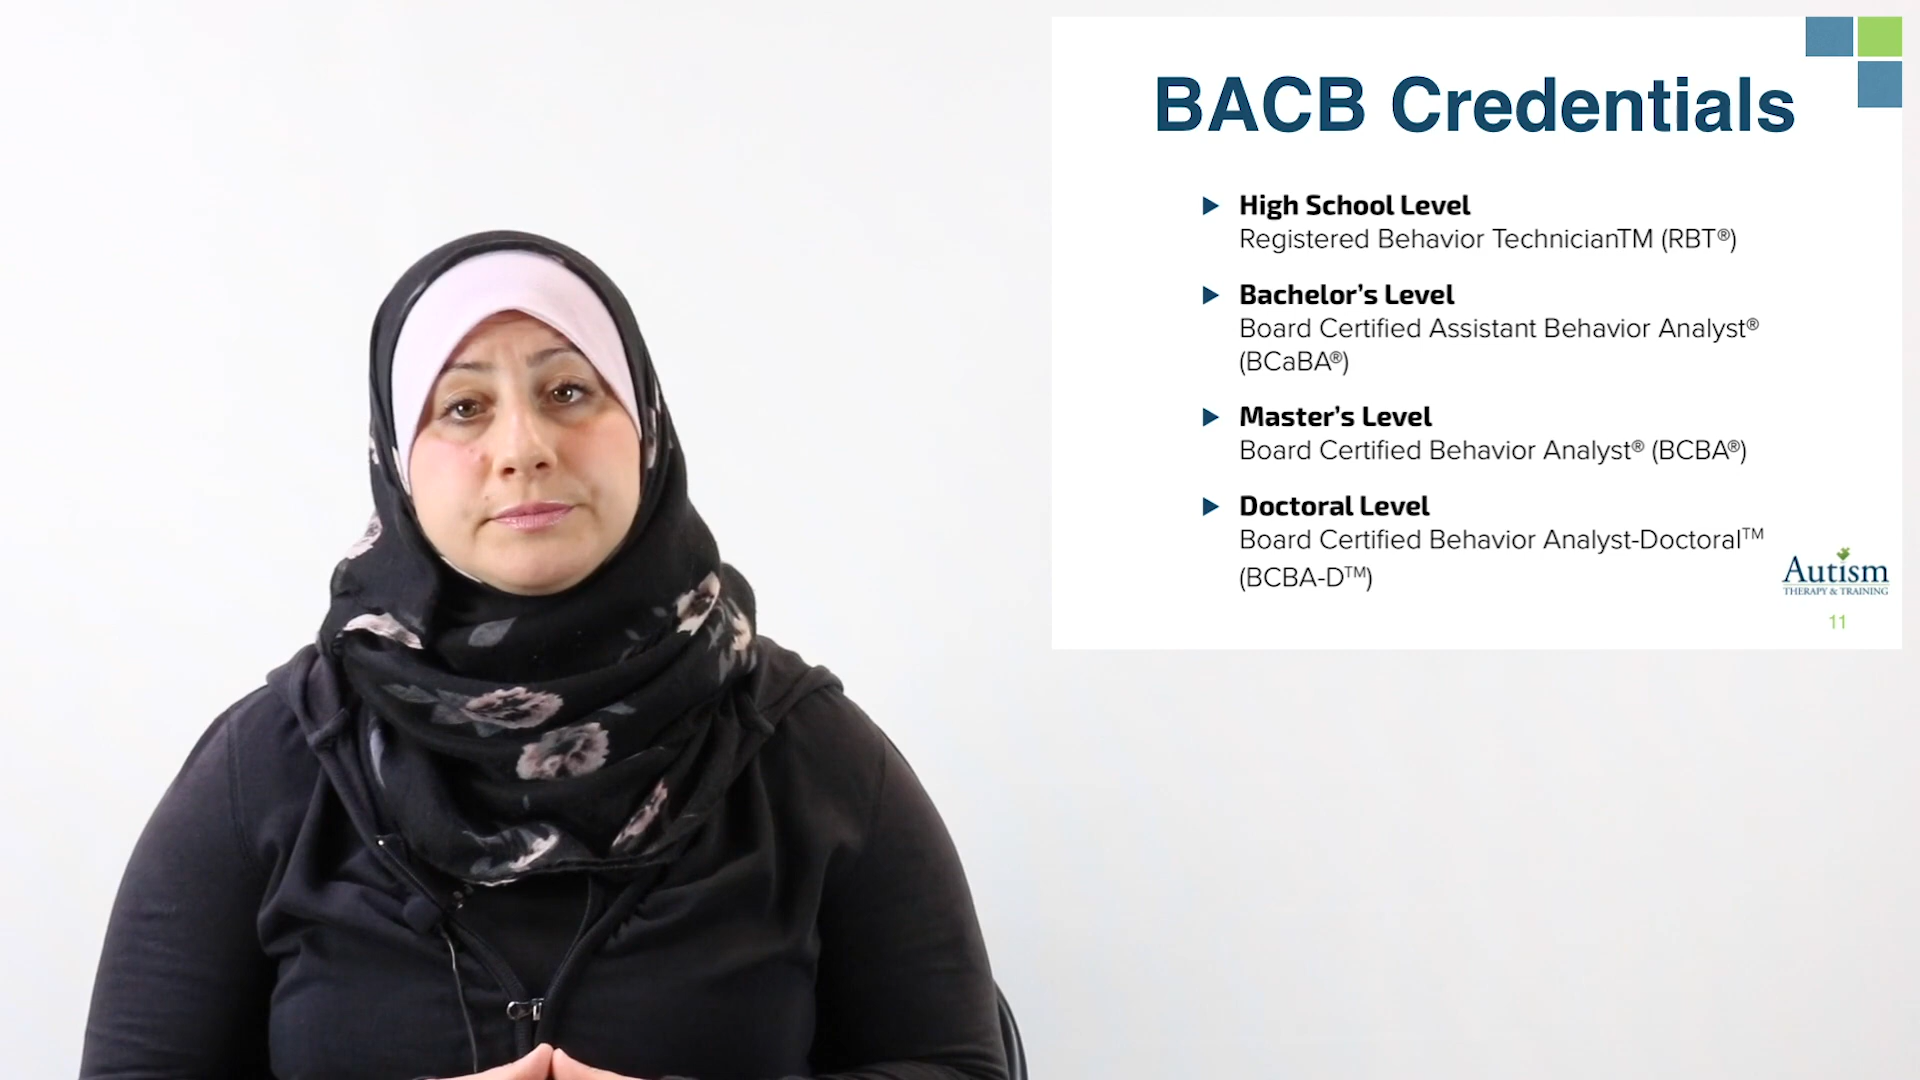 BACB Credentials
High School Level
Registered Behavior TechnicianTM (RBT®)
Bachelor’s Level
Board Certified Assistant Behavior Analyst®
(BCaBA®)
Master’s Level
Board Certified Behavior Analyst® (BCBA®)
Doctoral Level
Board Certified Behavior Analyst-Doctoral™
(BCBA-D™)
Autism
THERAPY & TRAINING
11